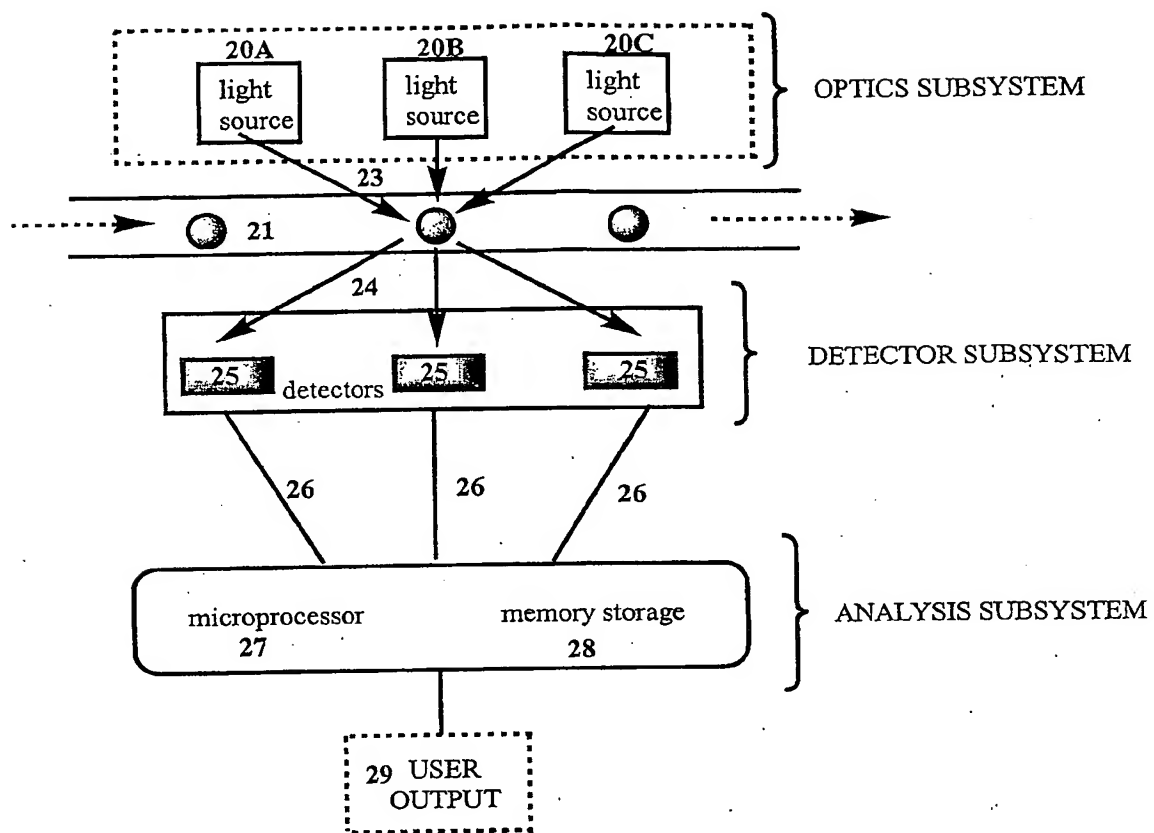 20A
20B
20C
light
source
light
source
light
source
OPTICS SUBSYSTEM
23
21
24
25
25
25
detectors
DETECTOR SUBSYSTEM
26
26
26
microprocessor
27
memory storage
28
ANALYSIS SUBSYSTEM
29 USER
OUTPUT